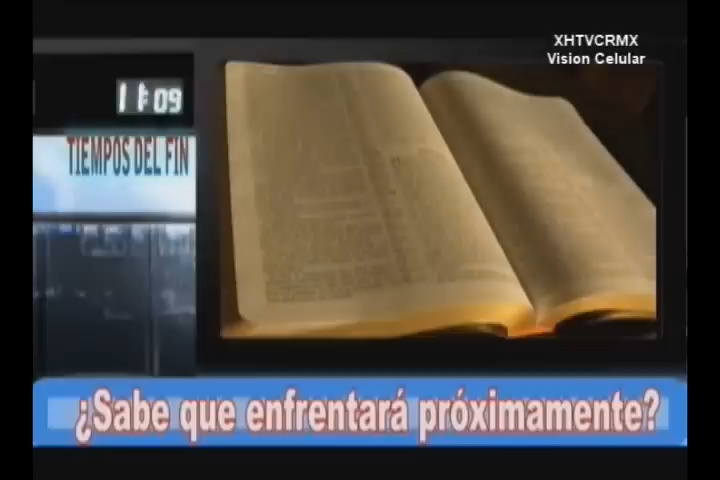 XHTVCRMX
Vision Celular
11:09
TIEMPOS DEL FIN
¿Sabe que enfrentará próximamente?